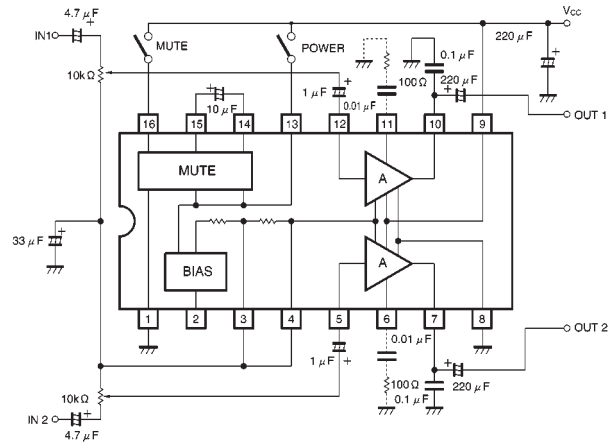 4.7 µF
+
IN1
MUTE
POWER
220 µF
+
VCC
10kΩ
+
10 µF
+
1 µF
0.01 µF
100Ω
0.1 µF
220 µF
+
OUT 1
16
15
14
13
12
11
10
9
MUTE
A
33 µF
+
BIAS
A
1
2
3
4
5
6
7
8
1 µF
+
0.01 µF
+
OUT 2
10kΩ
100Ω
0.1 µF
220 µF
IN 2
+
4.7 µF